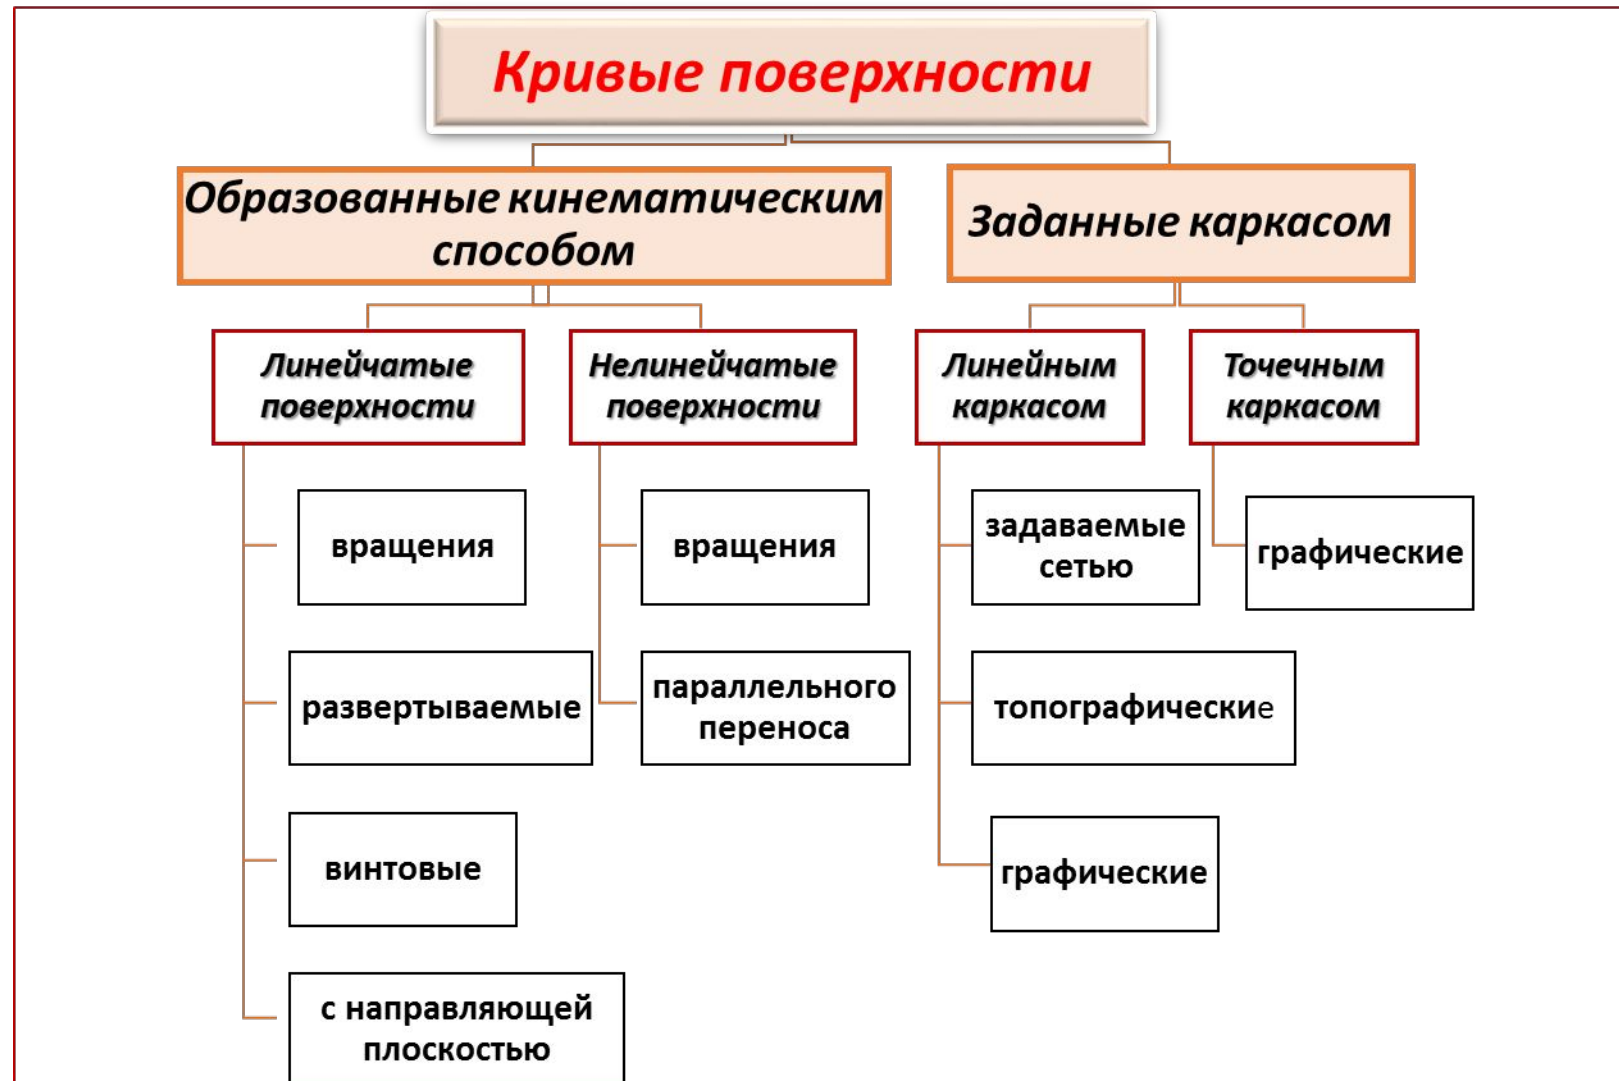 Кривые поверхности
Образованные кинематическим
способом
Заданные каркасом
Линейчатые
поверхности
Нелинейчатые
поверхности
Линейным
каркасом
Точечным
каркасом
вращения
развертываемые
винтовые
с направляющей
плоскостью
вращения
параллельного
переноса
задаваемые
сетью
топографические
графические
графические